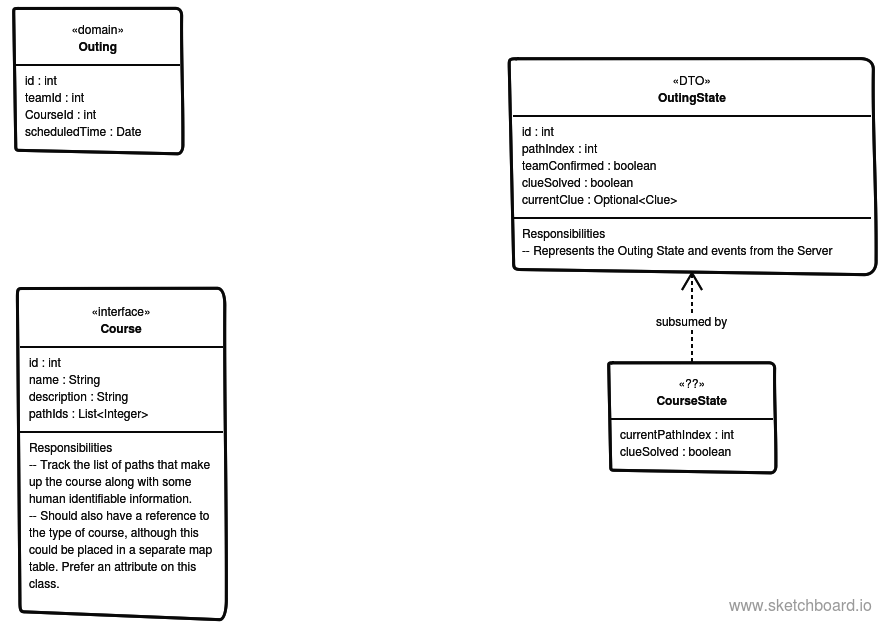 «domain»
Outing
id : int
teamId : int
CourseId : int
scheduledTime : Date
«DTO»
OutingState
id : int
pathIndex : int
teamConfirmed : boolean
clueSolved : boolean
currentClue : Optional<Clue>
Responsibilities
-- Represents the Outing State and events from the Server
subsumed by
«interface»
Course
id : int
name : String
description : String
pathIds : List<Integer>
Responsibilities
-- Track the list of paths that make
up the course along with some
human identifiable information.
-- Should also have a reference to
the type of course, although this
could be placed in a separate map
table. Prefer an attribute on this
class.
«??»
CourseState
currentPathIndex : int
clueSolved : boolean
www.sketchboard.io